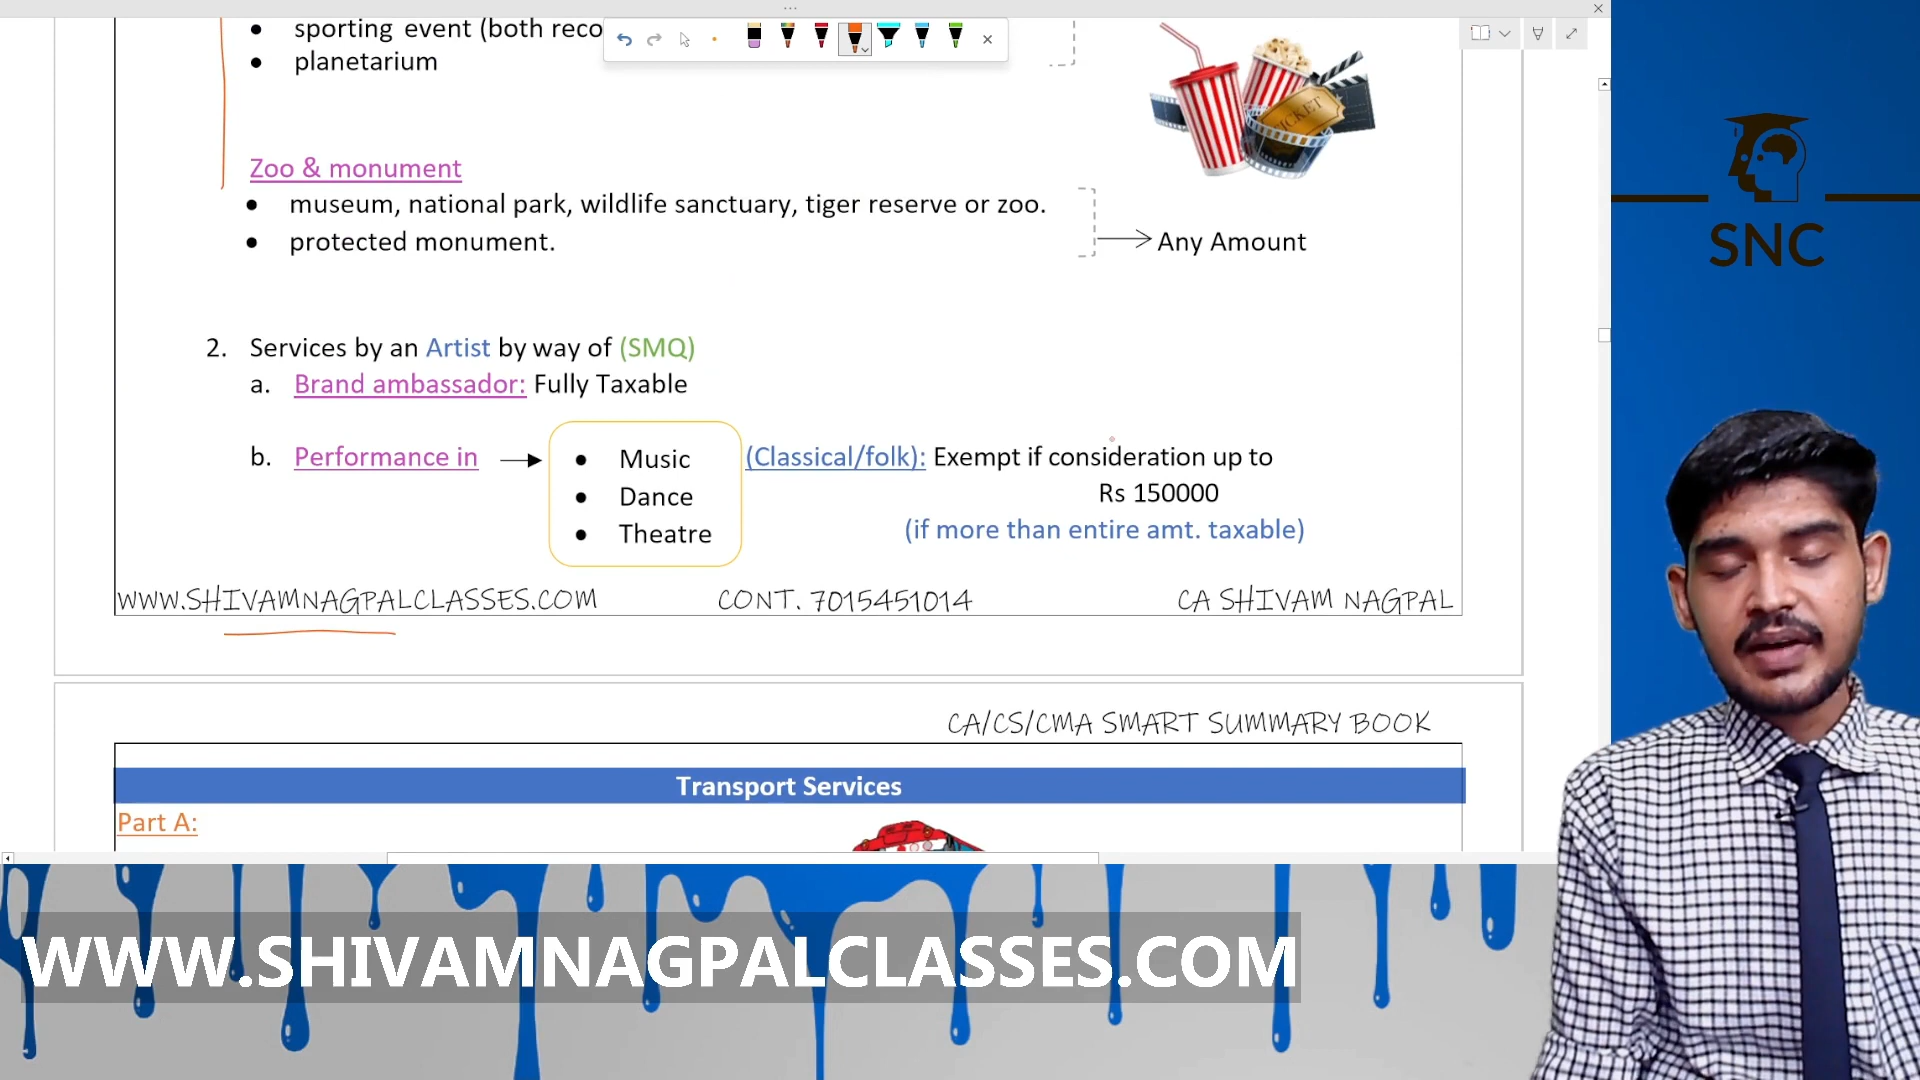 sporting event (both reco
planetarium
TICKET
Zoo & monument
museum, national park, wildlife sanctuary, tiger reserve or zoo.
protected monument.
Any Amount
SNC
2. Services by an Artist by way of (SMQ)
a. Brand ambassador: Fully Taxable
b. Performance in
Music
Dance
Theatre
(Classical/folk): Exempt if consideration up to
Rs 150000
(if more than entire amt. taxable)
WWW.SHIVAMNAGPALCLASSES.COM CONT. 7015451014 CA SHIVAM NAGPAL
CA/CS/CMA SMART SUMMARY BOOK
Transport Services
Part A:
WWW.SHIVAMNAGPALCLASSES.COM